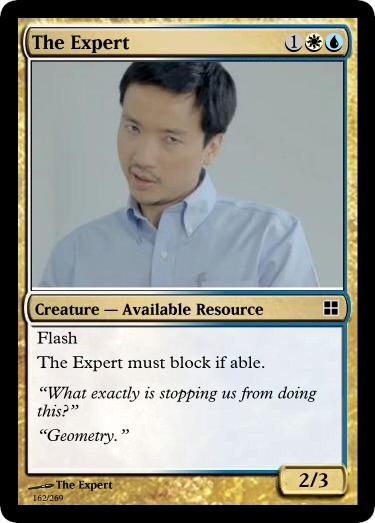 The Expert 1
Creature — Available Resource
Flash
The Expert must block if able.
“What exactly is stopping us from doing
this?”
“Geometry.”
2/3
The Expert
162/269